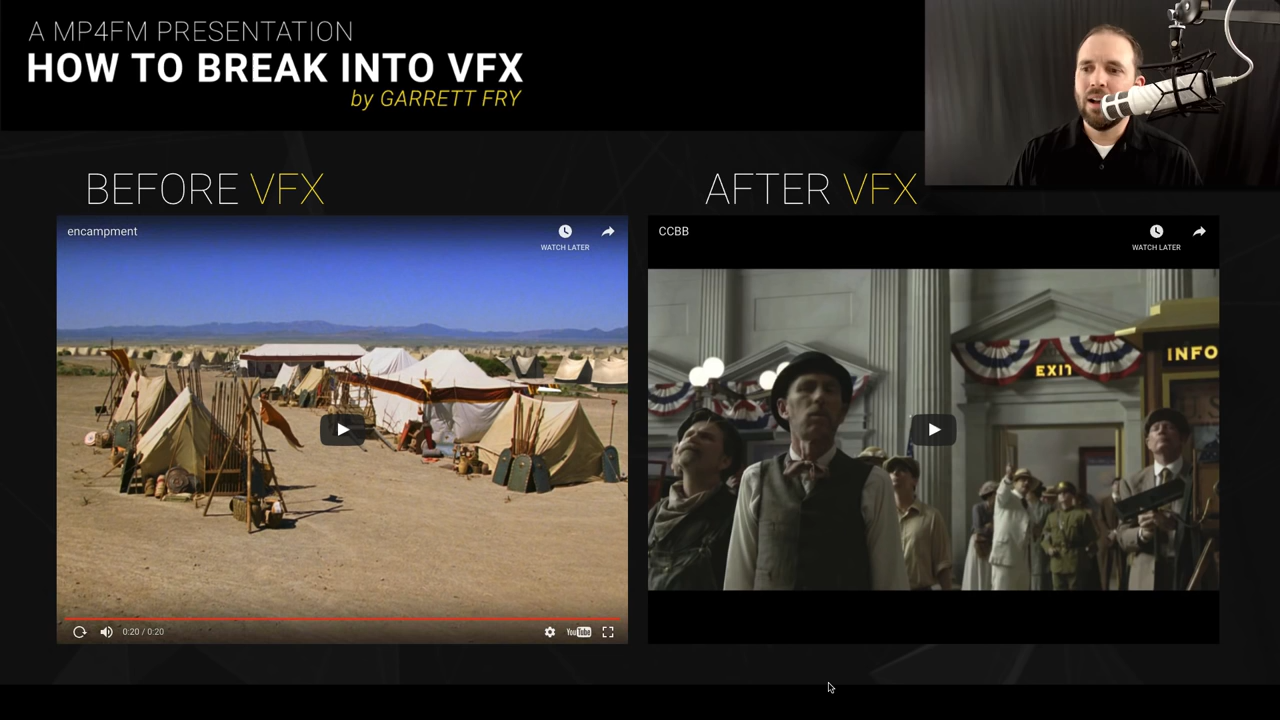 A MP4FM PRESENTATION
HOW TO BREAK INTO VFX
by GARRETT FRY
BEFORE VFX
AFTER VFX
encampment
WATCH LATER
CCBB
WATCH LATER
EXIT
INFO
0:20 / 0:20
YouTube